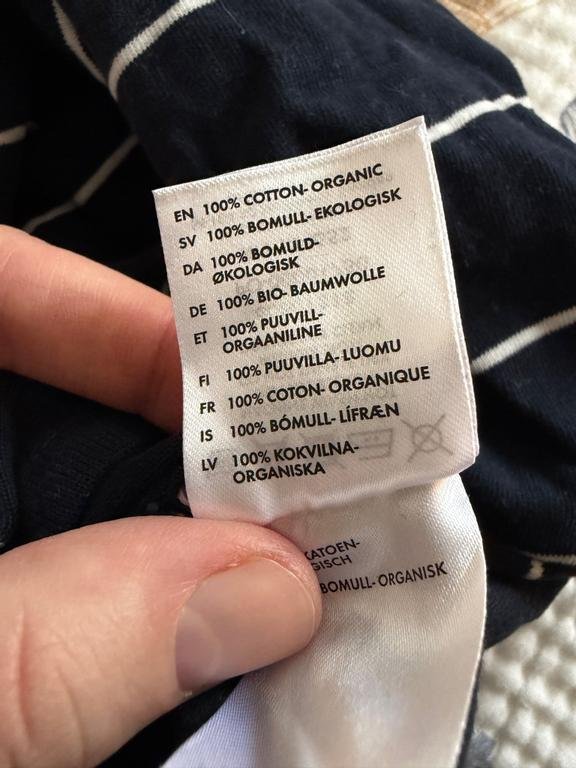 EN 100% COTTON- ORGANIC
SV 100% BOMULL- EKOLOGISK
DA 100% BOMULD-
ØKOLOGISK
DE 100% BIO- BAUMWOLLE
ET 100% PUUVILL-
ORGAANILINE
FI 100% PUUVILLA- LUOMU
FR 100% COTON- ORGANIQUE
IS 100% BÓMULL- LÍFRÆN
LV 100% KOKVILNA-
ORGANISKA
KATOEN-
GISCH
BOMULL- ORGANISK